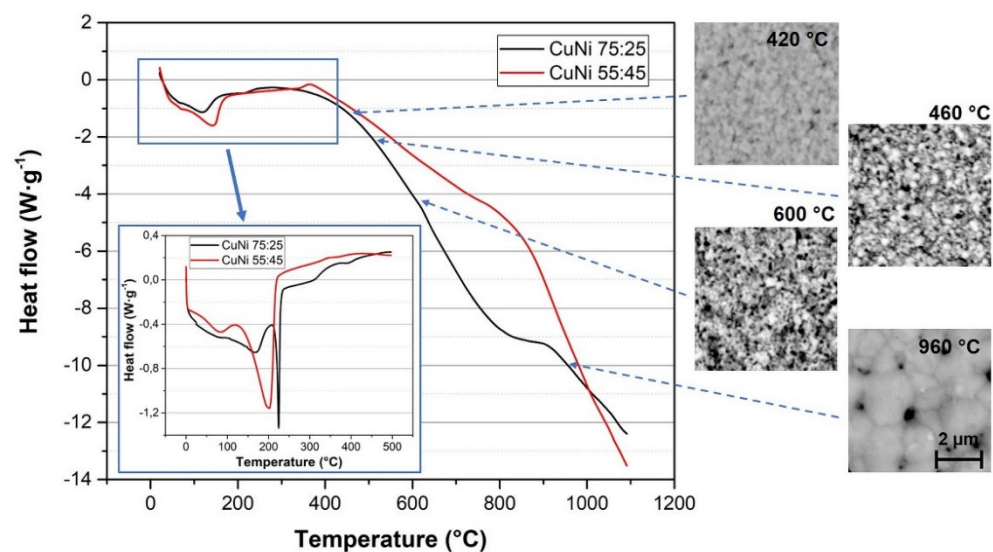 2
0
-2
-4
-6
-8
-10
-12
-14
Heat flow (W·g⁻¹)
0
200
400
600
800
1000
1200
Temperature (°C)
CuNi 75:25
CuNi 55:45
0,4
0,0
-0,4
-0,8
-1,2
Heat flow (W·g⁻¹)
CuNi 75:25
CuNi 55:45
0
100
200
300
400
500
Temperature (°C)
420 °C
460 °C
600 °C
960 °C
2 µm